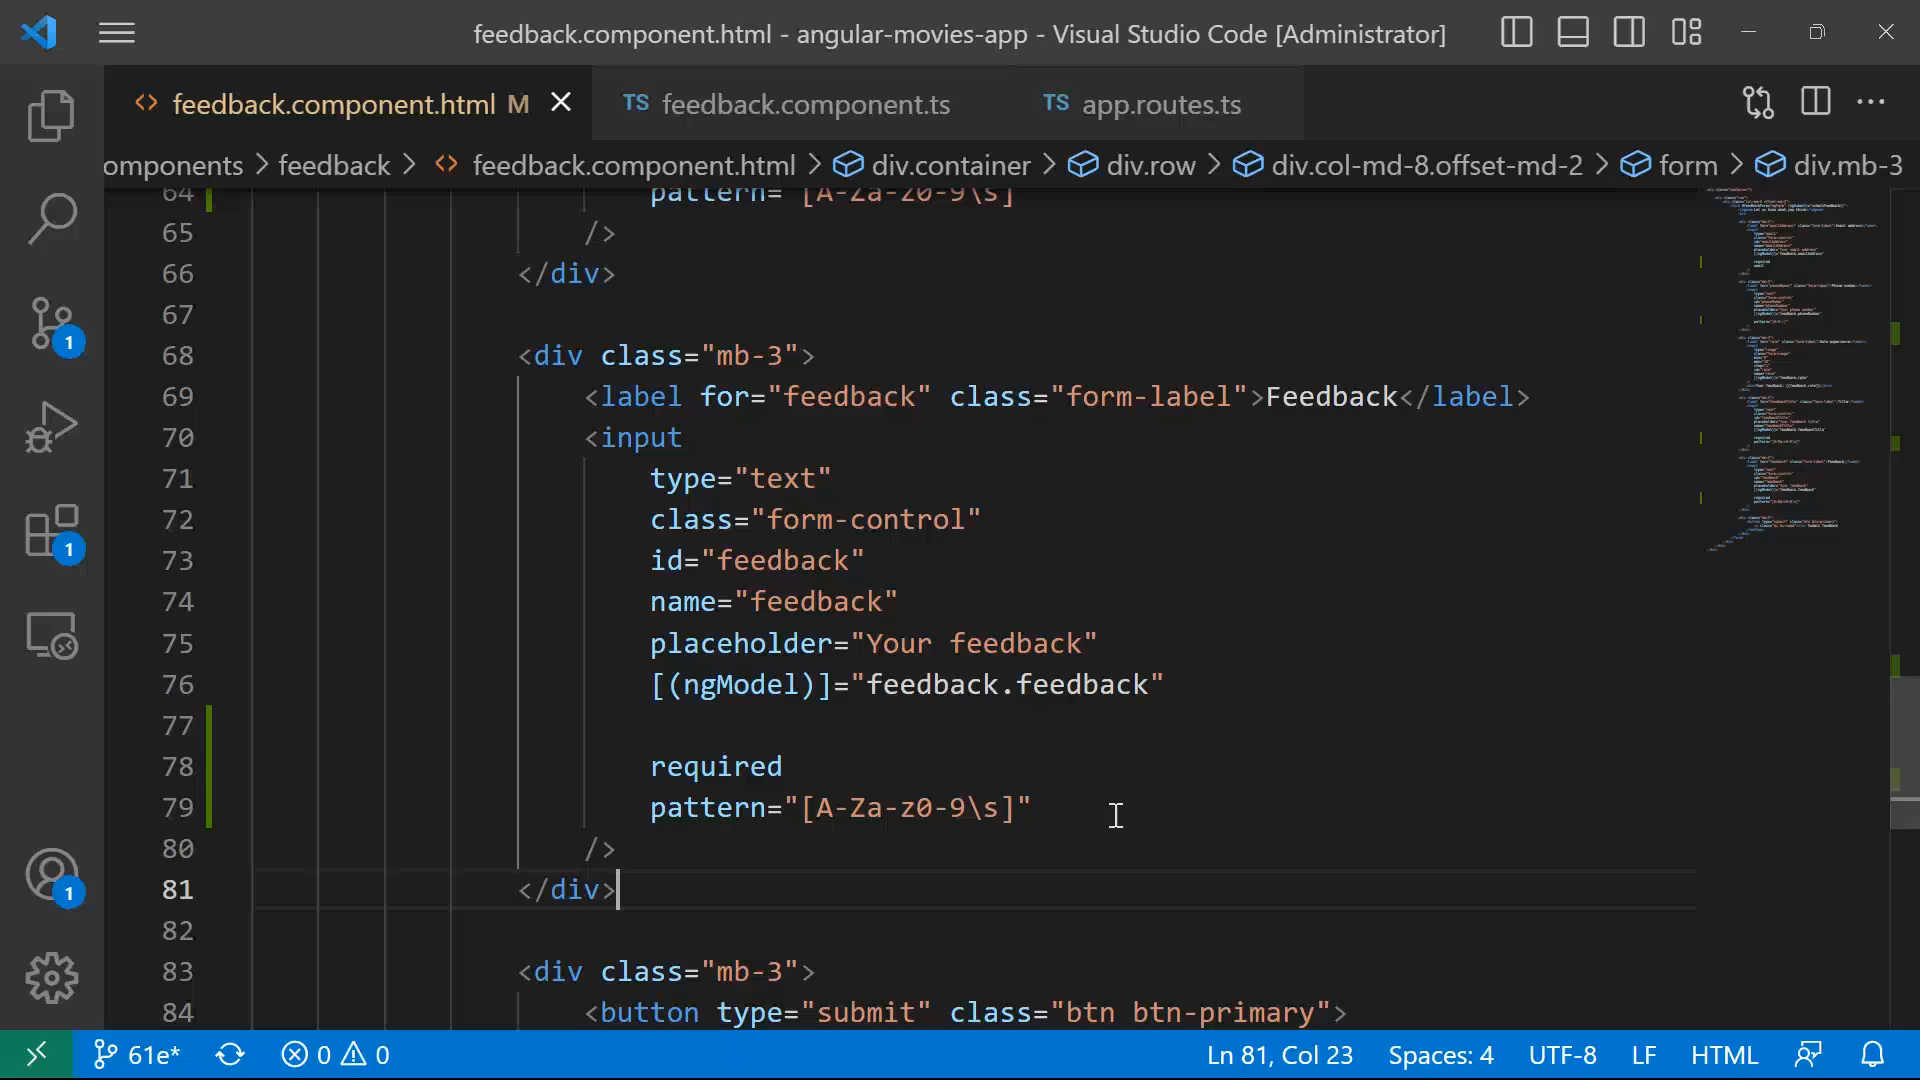 feedback.component.html - angular-movies-app - Visual Studio Code [Administrator]
feedback.component.html M
TS feedback.component.ts
TS app.routes.ts
omponents > feedback > feedback.component.html > div.container > div.row > div.col-md-8.offset-md-2 > form > div.mb-3
64 pattern="[A-Za-z0-9\s]"
65 />
66 </div>
67
68 <div class="mb-3">
69 <label for="feedback" class="form-label">Feedback</label>
70 <input
71 type="text"
72 class="form-control"
73 id="feedback"
74 name="feedback"
75 placeholder="Your feedback"
76 [(ngModel)]="feedback.feedback"
77
78 required
79 pattern="[A-Za-z0-9\s]"
80 />
81 </div>
82
83 <div class="mb-3">
84 <button type="submit" class="btn btn-primary">
1
1
1
61e* 0 0 Ln 81, Col 23 Spaces: 4 UTF-8 LF HTML